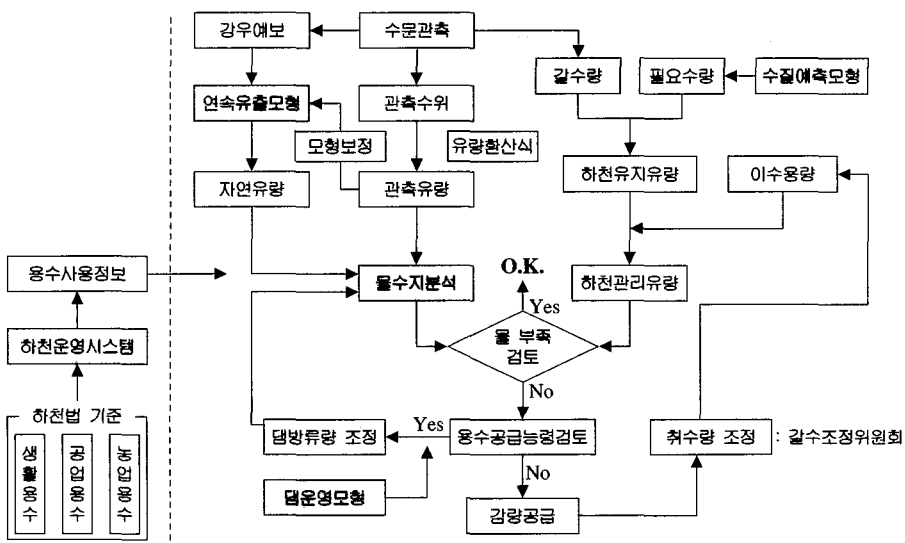 강우예보
수문관측
갈수량
필요수량
수질예측모형
연속유출모형
관측수위
모형보정
유량환산식
자연유량
관측유량
하천유지유량
이수용량
용수사용정보
물수지분석
O.K.
하천관리유량
Yes
물 부족
검토
하천운영시스템
No
하천법 기준
생활용수
공업용수
농업용수
댐방류량 조정
Yes
용수공급능력검토
취수량 조정 : 갈수조정위원회
No
댐운영모형
감량공급